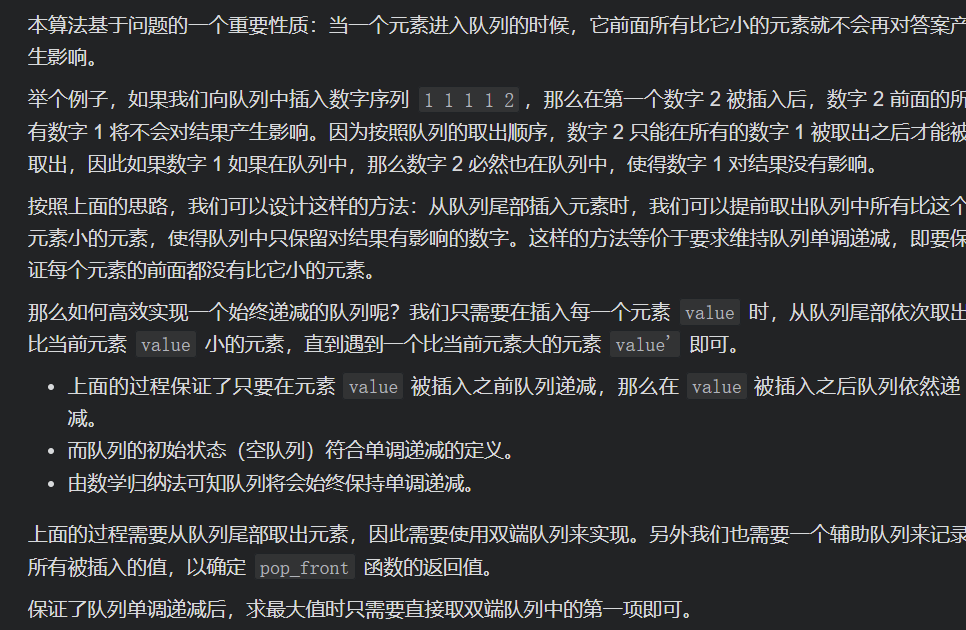 本算法基于问题的一个重要性质：当一个元素进入队列的时候，它前面所有比它小的元素就不会再对答案产
生影响。
举个例子，如果我们向队列中插入数字序列 1 1 1 1 2 ，那么在第一个数字 2 被插入后，数字 2 前面的所
有数字 1 将不会对结果产生影响。因为按照队列的取出顺序，数字 2 只能在所有的数字 1 被取出之后才能被
取出，因此如果数字 1 如果在队列中，那么数字 2 必然也在队列中，使得数字 1 对结果没有影响。
按照上面的思路，我们可以设计这样的方法：从队列尾部插入元素时，我们可以提前取出队列中所有比这个
元素小的元素，使得队列中只保留对结果有影响的数字。这样的方法等价于要求维持队列单调递减，即要保
证每个元素的前面都没有比它小的元素。
那么如何高效实现一个始终递减的队列呢？我们只需要在插入每一个元素 value 时，从队列尾部依次取出
比当前元素 value 小的元素，直到遇到一个比当前元素大的元素 value' 即可。
• 上面的过程保证了只要在元素 value 被插入之前队列递减，那么在 value 被插入之后队列依然递
减。
• 而队列的初始状态（空队列）符合单调递减的定义。
• 由数学归纳法可知队列将会始终保持单调递减。
上面的过程需要从队列尾部取出元素，因此需要使用双端队列来实现。另外我们也需要一个辅助队列来记录
所有被插入的值，以确定 pop_front 函数的返回值。
保证了队列单调递减后，求最大值时只需要直接取双端队列中的第一项即可。